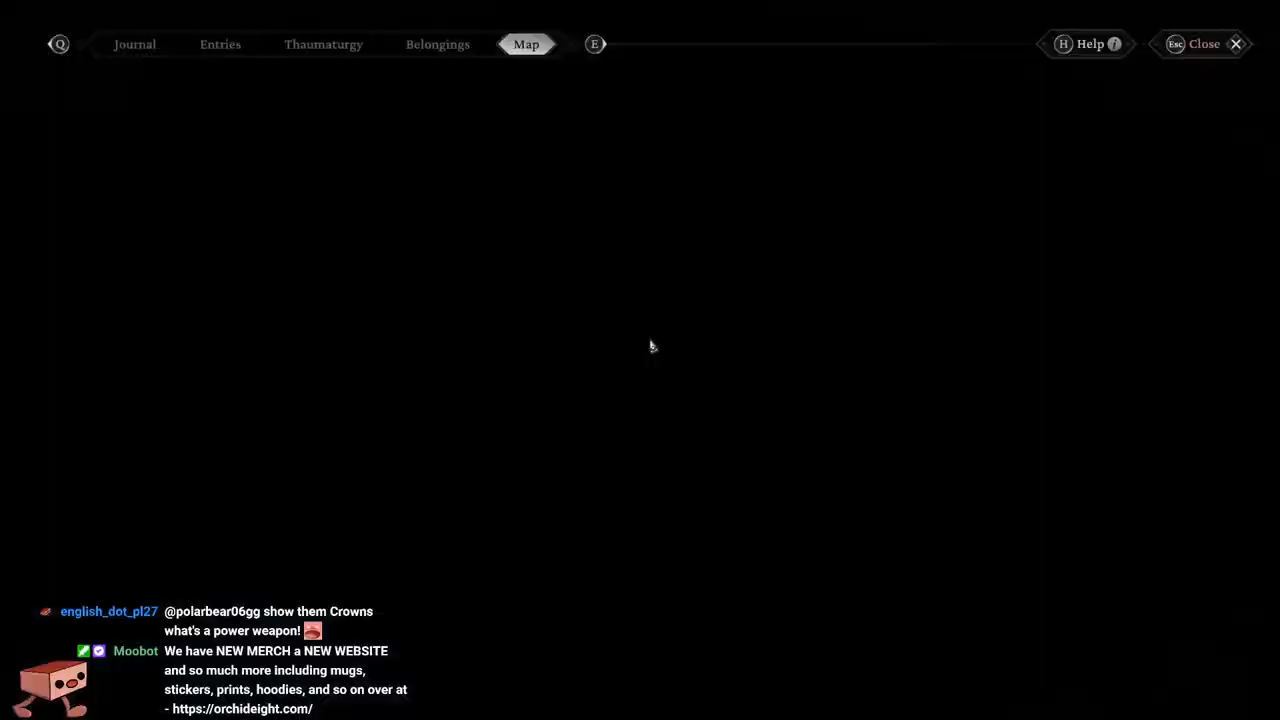 Q Journal Entries Thaumaturgy Belongings Map E H Help i Esc Close
english_dot_pl27 @polarbear06gg show them Crowns
what's a power weapon!
Moobot We have NEW MERCH a NEW WEBSITE
and so much more including mugs,
stickers, prints, hoodies, and so on over at
- https://orchideight.com/